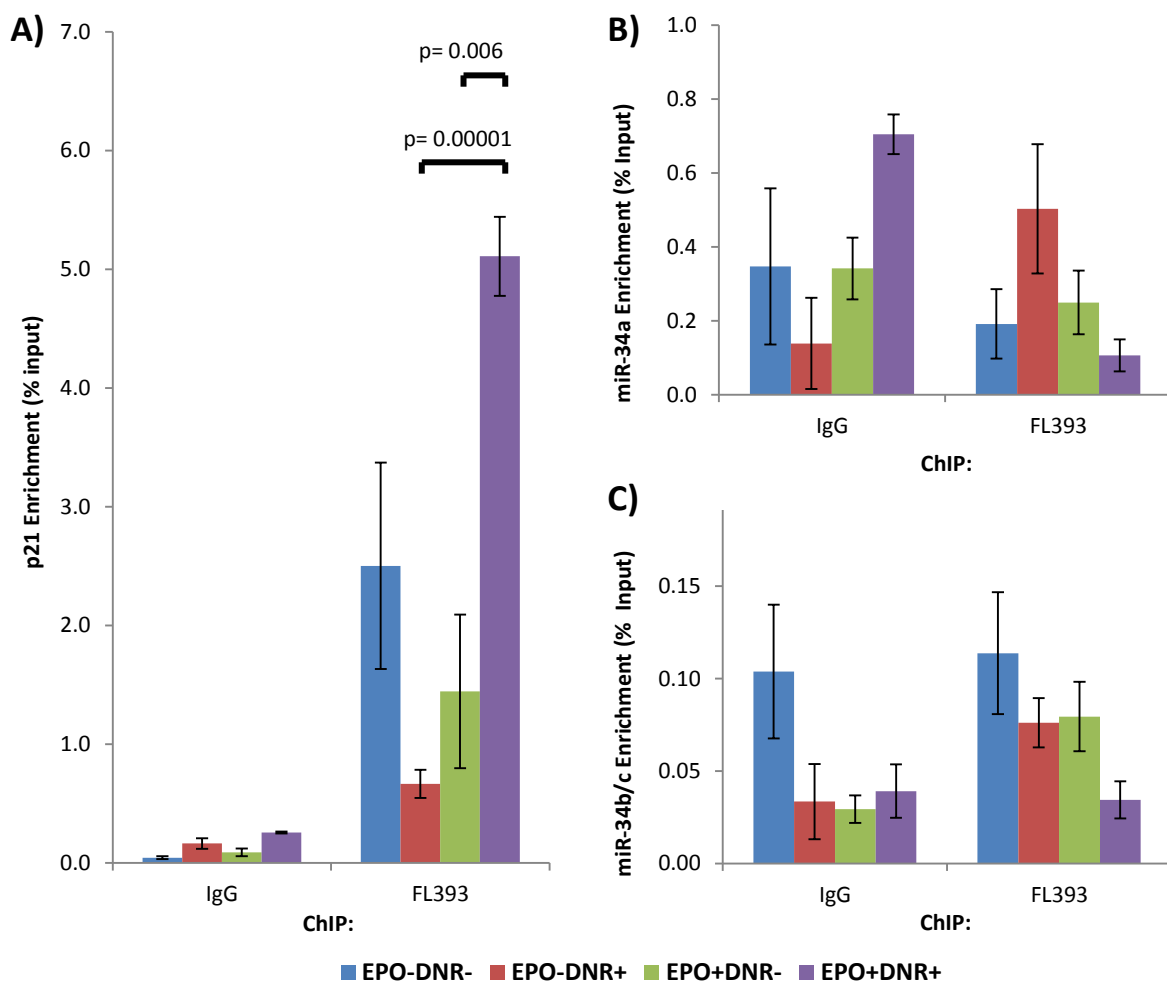 A)
p21 Enrichment (% input)
7.0
6.0
5.0
4.0
3.0
2.0
1.0
0.0
p= 0.006
p= 0.00001
IgG
FL393
ChIP:
B)
miR-34a Enrichment (% Input)
1.0
0.8
0.6
0.4
0.2
0.0
IgG
FL393
ChIP:
C)
miR-34b/c Enrichment (% Input)
0.15
0.10
0.05
0.00
IgG
FL393
ChIP:
EPO-DNR- EPO-DNR+ EPO+DNR- EPO+DNR+